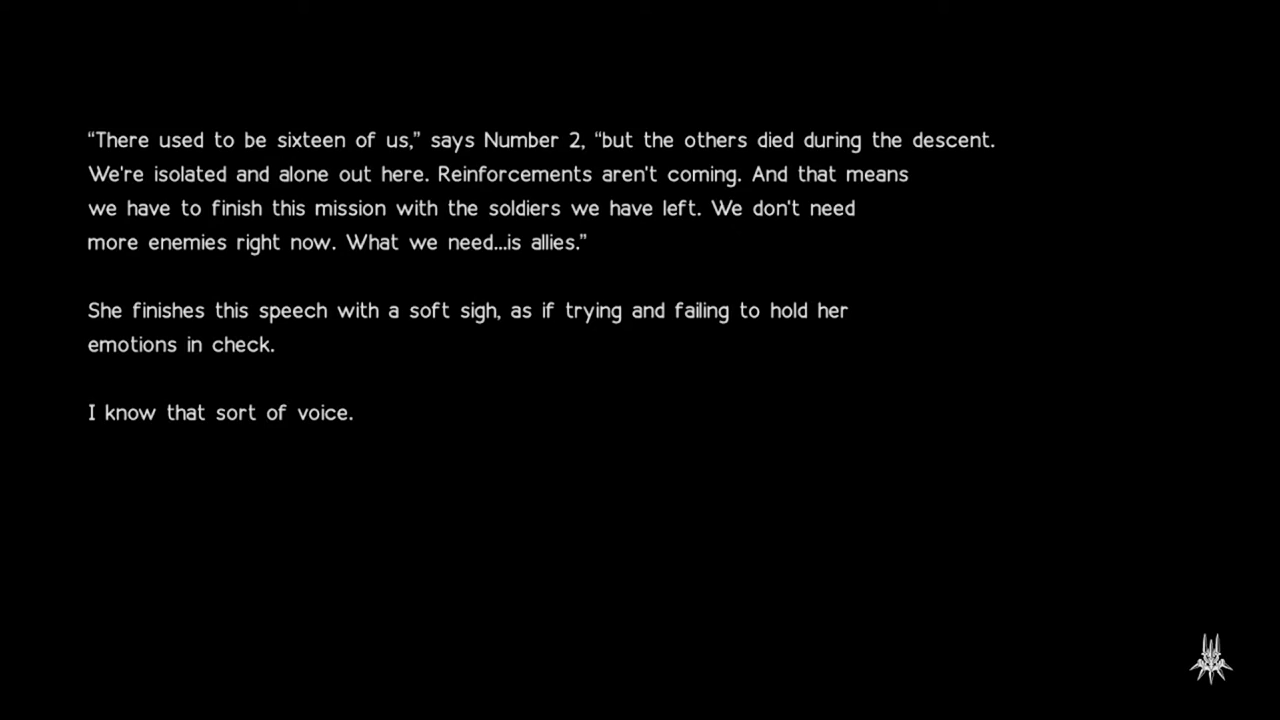 “There used to be sixteen of us,” says Number 2, “but the others died during the descent.
We're isolated and alone out here. Reinforcements aren't coming. And that means
we have to finish this mission with the soldiers we have left. We don't need
more enemies right now. What we need...is allies.”
She finishes this speech with a soft sigh, as if trying and failing to hold her
emotions in check.
I know that sort of voice.